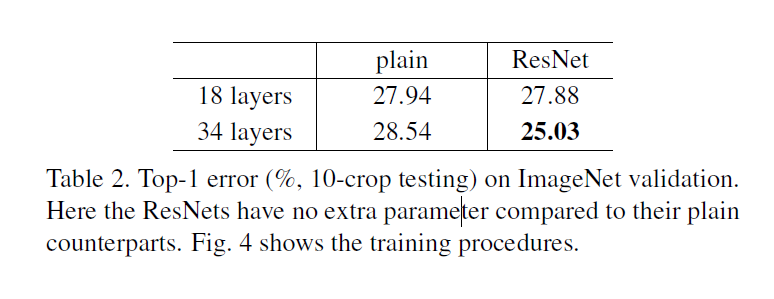 plain ResNet
18 layers 27.94 27.88
34 layers 28.54 25.03
Table 2. Top-1 error (%, 10-crop testing) on ImageNet validation.
Here the ResNets have no extra parameter compared to their plain
counterparts. Fig. 4 shows the training procedures.